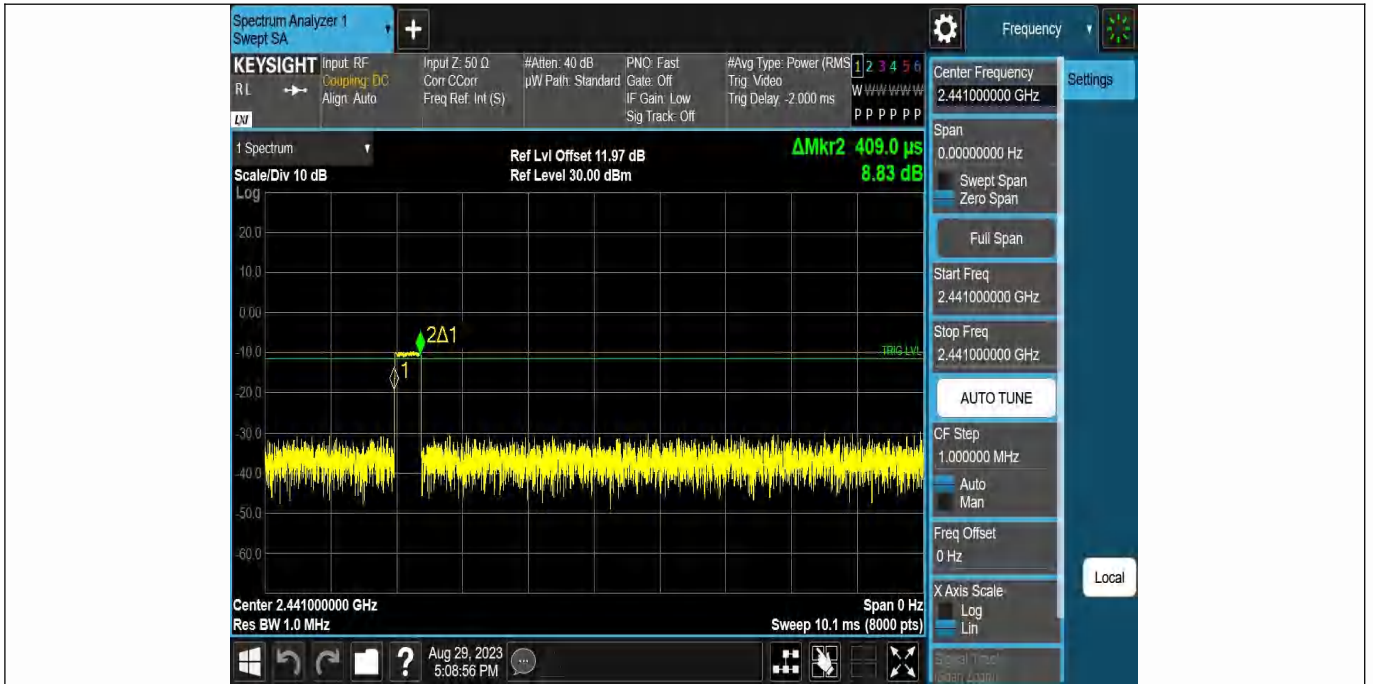 Spectrum Analyzer 1
Swept SA
+
Frequency
KEYSIGHT
RL
LXI
Input: RF
Coupling: DC
Align: Auto
Input Z: 50 Ω
Corr CCorr
Freq Ref: Int (S)
#Atten: 40 dB
µW Path: Standard
PNO: Fast
Gate: Off
IF Gain: Low
Sig Track: Off
#Avg Type: Power (RMS
Trig: Video
Trig Delay: -2.000 ms
1 2 3 4 5 6
W W W W W W
P P P P P P
1 Spectrum
Scale/Div 10 dB
Ref Lvl Offset 11.97 dB
Ref Level 30.00 dBm
ΔMkr2 409.0 µs
8.83 dB
Log
20.0
10.0
0.00
-10.0
-20.0
-30.0
-40.0
-50.0
-60.0
2Δ1
1
TRIG LVL
Center 2.441000000 GHz
Res BW 1.0 MHz
Span 0 Hz
Sweep 10.1 ms (8000 pts)
Center Frequency
2.441000000 GHz
Settings
Span
0.00000000 Hz
Swept Span
Zero Span
Full Span
Start Freq
2.441000000 GHz
Stop Freq
2.441000000 GHz
AUTO TUNE
CF Step
1.000000 MHz
Auto
Man
Freq Offset
0 Hz
X Axis Scale
Log
Lin
Signal Track
(Span Zoom)
Local
?
Aug 29, 2023
5:08:56 PM